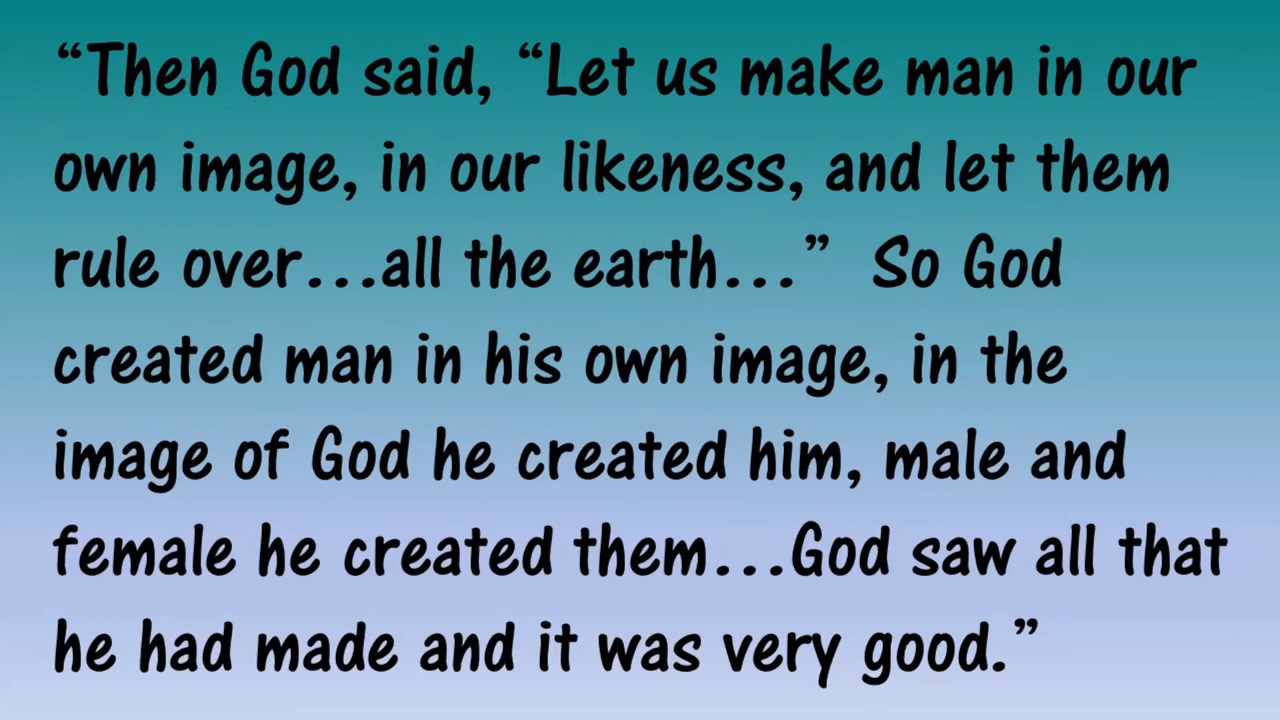 “Then God said, “Let us make man in our
own image, in our likeness, and let them
rule over...all the earth...”  So God
created man in his own image, in the
image of God he created him, male and
female he created them...God saw all that
he had made and it was very good.”